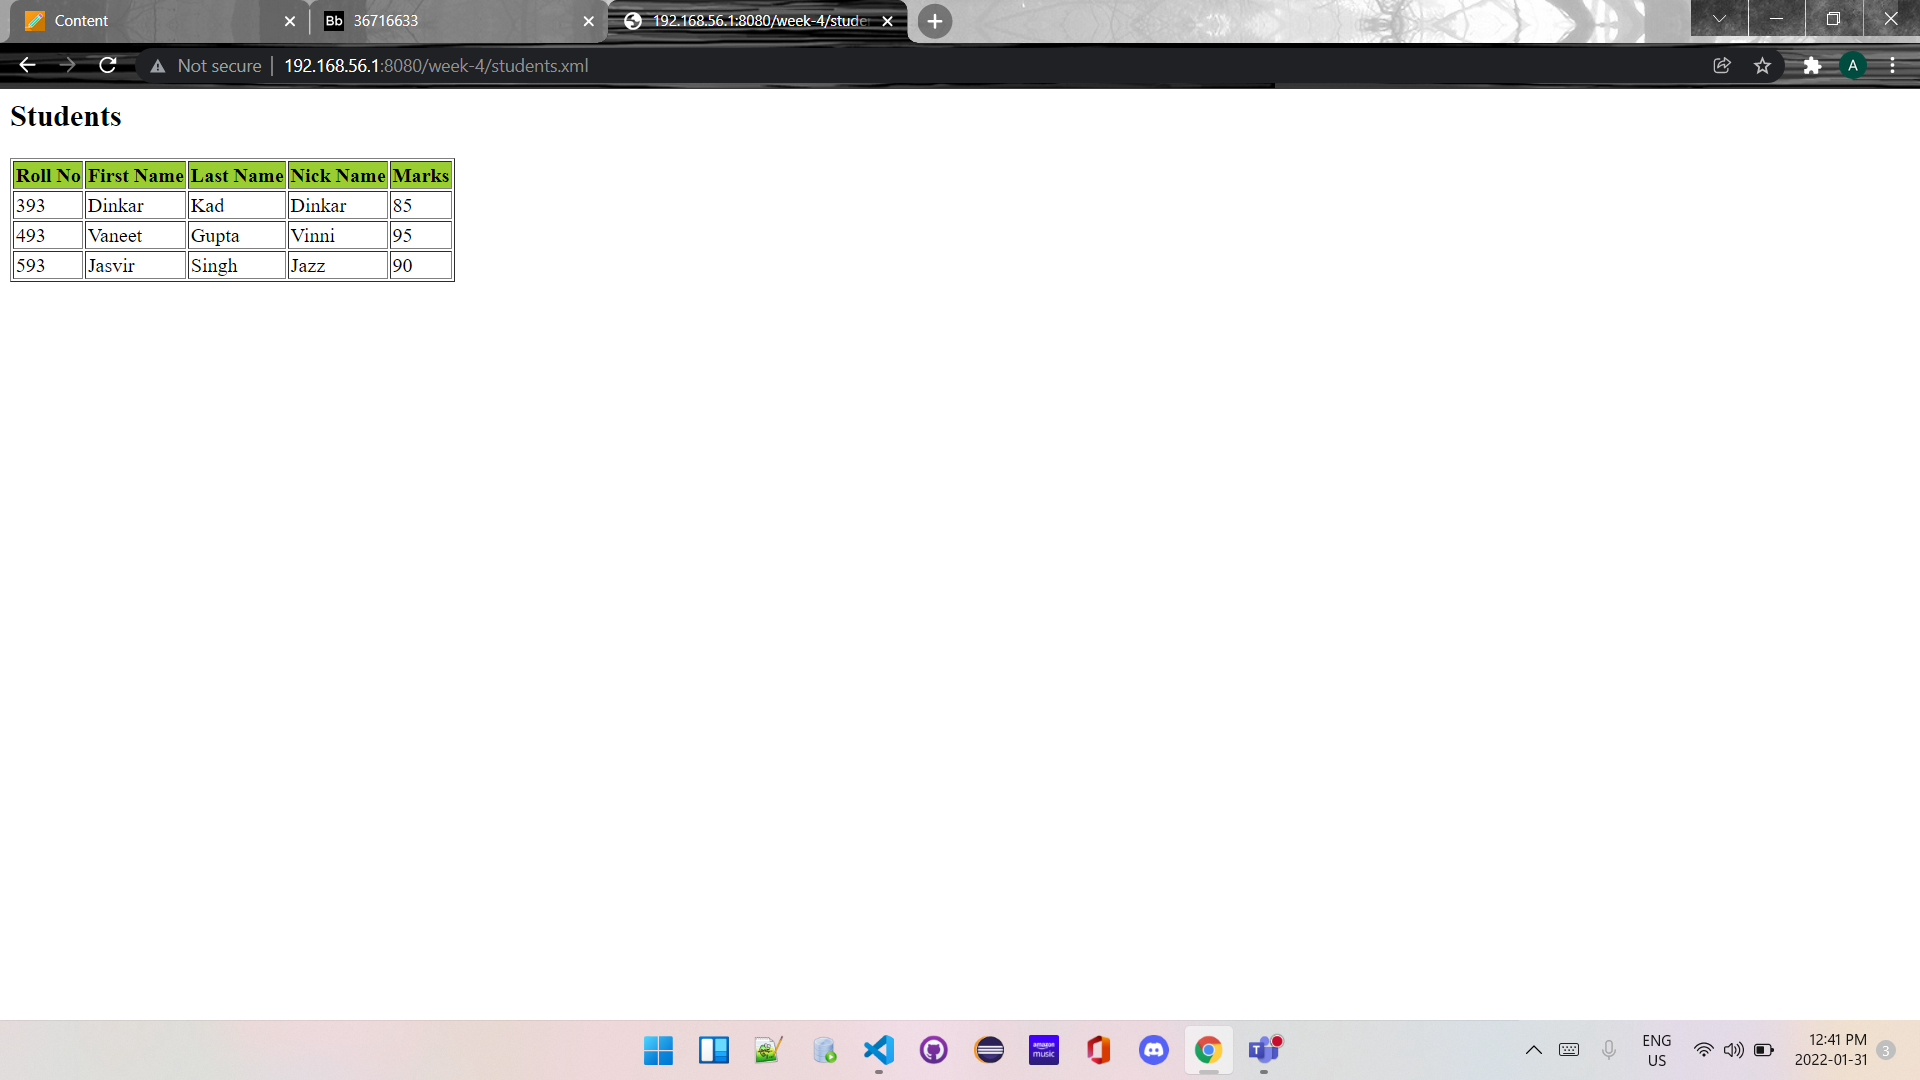 Content
Bb 36716633
192.168.56.1:8080/week-4/stude
Not secure 192.168.56.1:8080/week-4/students.xml
A
Students
Roll No First Name Last Name Nick Name Marks
393 Dinkar Kad Dinkar 85
493 Vaneet Gupta Vinni 95
593 Jasvir Singh Jazz 90
amazon
music
T
ENG
US
12:41 PM
2022-01-31
3